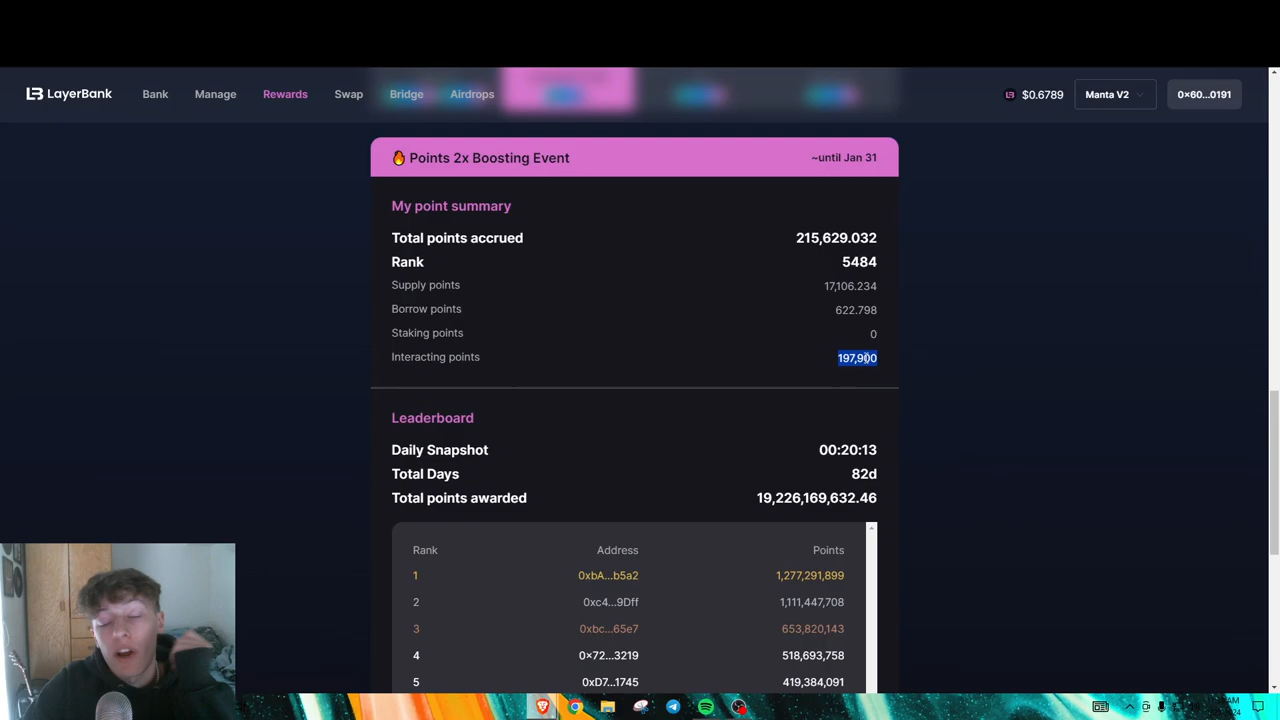 LayerBank
Bank
Manage
Rewards
Swap
Bridge
Airdrops
$0.6789
Manta V2
0×60...0191
Points 2x Boosting Event
~until Jan 31
My point summary
Total points accrued 215,629.032
Rank 5484
Supply points 17,106.234
Borrow points 622.798
Staking points 0
Interacting points 197,900
Leaderboard
Daily Snapshot 00:20:13
Total Days 82d
Total points awarded 19,226,169,632.46
Rank Address Points
1 0xbA...b5a2 1,277,291,899
2 0xc4...9Dff 1,111,447,708
3 0xbc...65e7 653,820,143
4 0×72...3219 518,693,758
5 0xD7...1745 419,384,091